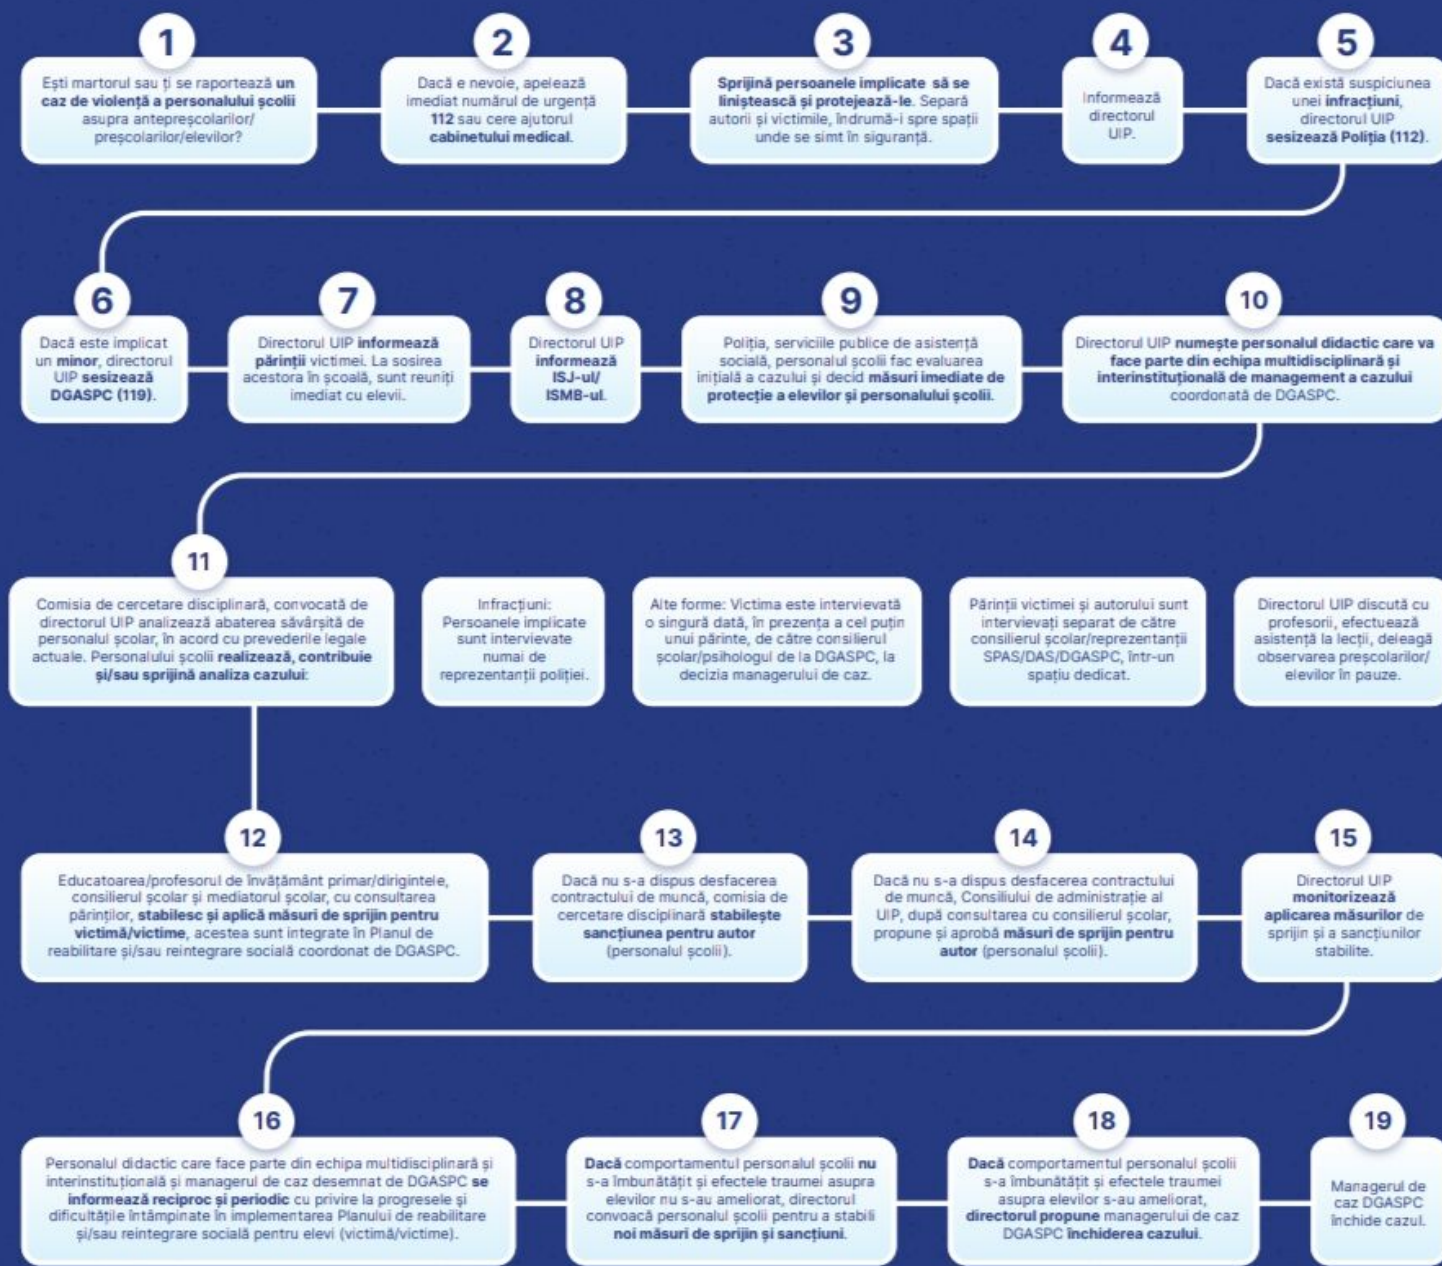 1
Ești martorul sau ți se raportează un
caz de violență a personalului școlii
asupra antepreșcolarilor/
preșcolarilor/elevilor?
2
Dacă e nevoie, apelează
imediat numărul de urgență
112 sau cere ajutorul
cabinetului medical.
3
Sprijină persoanele implicate să se
liniștească și protejează-le. Separă
autorii și victimile, îndrumă-i spre spații
unde se simt în siguranță.
4
Informează
directorul
UIP.
5
Dacă există suspiciunea
unei infracțiuni,
directorul UIP
sesizează Poliția (112).
6
Dacă este implicat
un minor, directorul
UIP sesizează
DGASPC (119).
7
Directorul UIP informează
părinții victimei. La sosirea
acestora în școală, sunt reuniți
imediat cu elevii.
8
Directorul UIP
informează
ISJ-ul/
ISMB-ul.
9
Poliția, serviciile publice de asistență
socială, personalul școlii fac evaluarea
inițială a cazului și decid măsuri imediate de
protecție a elevilor și personalului școlii.
10
Directorul UIP numește personalul didactic care va
face parte din echipa multidisciplinară și
interinstituțională de management a cazului
coordonată de DGASPC.
11
Comisia de cercetare disciplinară, convocată de
directorul UIP analizează abaterea săvârșită de
personalul școlar, în acord cu prevederile legale
actuale. Personalului școlii realizează, contribuie
și/sau sprijină analiza cazului:
Infracțiuni:
Persoanele implicate
sunt intervievate
numai de
reprezentanții poliției.
Alte forme: Victima este intervievată
o singură dată, în prezența a cel puțin
unui părinte, de către consilierul
școlar/psihologul de la DGASPC, la
decizia managerului de caz.
Părinții victimei și autorului sunt
intervievați separat de către
consilierul școlar/reprezentanții
SPAS/DAS/DGASPC, într-un
spațiu dedicat.
Directorul UIP discută cu
profesorii, efectuează
asistență la lecții, deleagă
observarea preșcolarilor/
elevilor în pauze.
12
Educatoarea/profesorul de învățământ primar/dirigintele,
consilierul școlar și mediatorul școlar, cu consultarea
părinților, stabilesc și aplică măsuri de sprijin pentru
victimă/victime, acestea sunt integrate în Planul de
reabilitare și/sau reintegrare socială coordonat de DGASPC.
13
Dacă nu s-a dispus desfacerea
contractului de muncă, comisia de
cercetare disciplinară stabilește
sancțiunea pentru autor
(personalul școlii).
14
Dacă nu s-a dispus desfacerea contractului
de muncă, Consiliului de administrație al
UIP, după consultarea cu consilierul școlar,
propune și aprobă măsuri de sprijin pentru
autor (personalul școlii).
15
Directorul UIP
monitorizează
aplicarea măsurilor de
sprijin și a sancțiunilor
stabilite.
16
Personalul didactic care face parte din echipa multidisciplinară și
interinstituțională și managerul de caz desemnat de DGASPC se
informează reciproc și periodic cu privire la progresele și
dificultățile întâmpinate în implementarea Planului de reabilitare
și/sau reintegrare socială pentru elevi (victimă/victime).
17
Dacă comportamentul personalul școlii nu
s-a îmbunătățit și efectele traumei asupra
elevilor nu s-au ameliorat, directorul
convoacă personalul școlii pentru a stabili
noi măsuri de sprijin și sancțiuni.
18
Dacă comportamentul personalul școlii
s-a îmbunătățit și efectele traumei
asupra elevilor s-au ameliorat,
directorul propune managerului de caz
DGASPC închiderea cazului.
19
Managerul de
caz DGASPC
închide cazul.